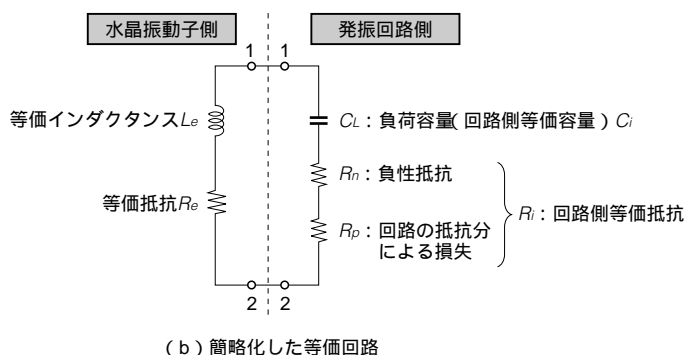 水晶振動子側
発振回路側
1 1
等価インダクタンスLe
CL：負荷容量（回路側等価容量）Ci
Rn：負性抵抗
等価抵抗Re
Ri：回路側等価抵抗
Rp：回路の抵抗分
による損失
2 2
（b）簡略化した等価回路